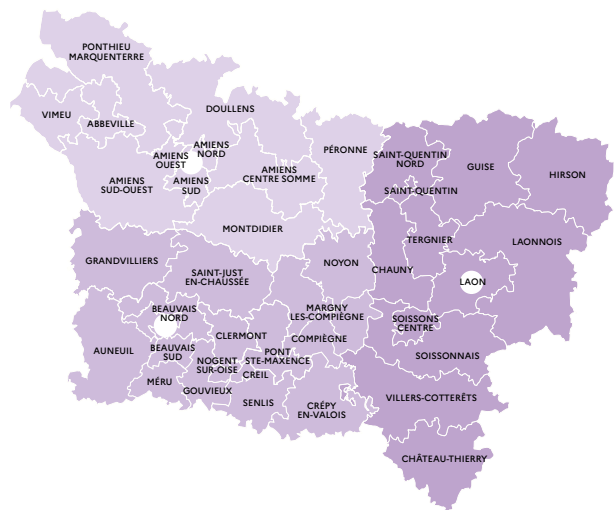 PONTHIEU
MARQUENTERRE
VIMEU
ABBEVILLE
DOULLENS
AMIENS
OUEST
AMIENS
NORD
AMIENS
SUD-OUEST
AMIENS
SUD
AMIENS
CENTRE SOMME
PÉRONNE
SAINT-QUENTIN
NORD
SAINT-QUENTIN
GUISE
HIRSON
MONTDIDIER
TERGNIER
LAONNOIS
GRANDVILLIERS
SAINT-JUST
EN-CHAUSSÉE
NOYON
CHAUNY
LAON
BEAUVAIS
NORD
MARGNY
LES-COMPIÈGNE
SOISSONS
CENTRE
AUNEUIL
BEAUVAIS
SUD
CLERMONT
COMPIÈGNE
SOISSONNAIS
MÉRU
NOGENT
SUR-OISE
PONT
STE-MAXENCE
CREIL
GOUVIEUX
SENLIS
CRÉPY
EN-VALOIS
VILLERS-COTTERÊTS
CHÂTEAU-THIERRY